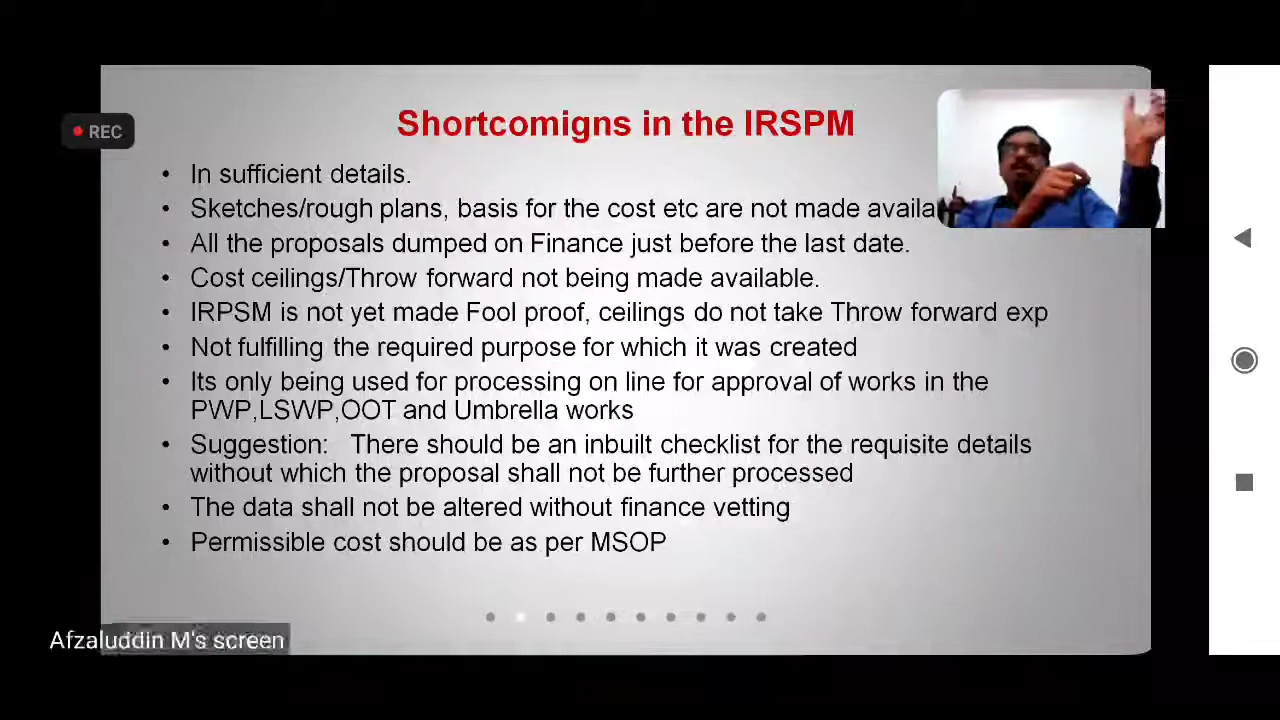 Shortcomigns in the IRSPM
REC
• In sufficient details.
• Sketches/rough plans, basis for the cost etc are not made
• All the proposals dumped on Finance just before the last date.
• Cost ceilings/Throw forward not being made available.
• IRPSM is not yet made Fool proof, ceilings do not take Throw forward exp
• Not fulfilling the required purpose for which it was created
• Its only being used for processing on line for approval of works in the
PWP,LSWP,OOT and Umbrella works
• Suggestion: There should be an inbuilt checklist for the requisite details
without which the proposal shall not be further processed
• The data shall not be altered without finance vetting
• Permissible cost should be as per MSOP
Afzaluddin M's screen